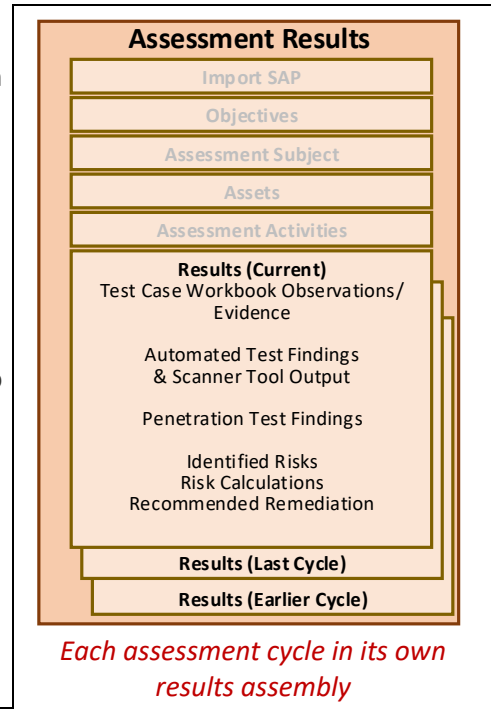 Assessment Results
Import SAP
Objectives
Assessment Subject
Assets
Assessment Activities
Results (Current)
Test Case Workbook Observations/
Evidence
Automated Test Findings
& Scanner Tool Output
Penetration Test Findings
Identified Risks
Risk Calculations
Recommended Remediation
Results (Last Cycle)
Results (Earlier Cycle)
Each assessment cycle in its own
results assembly